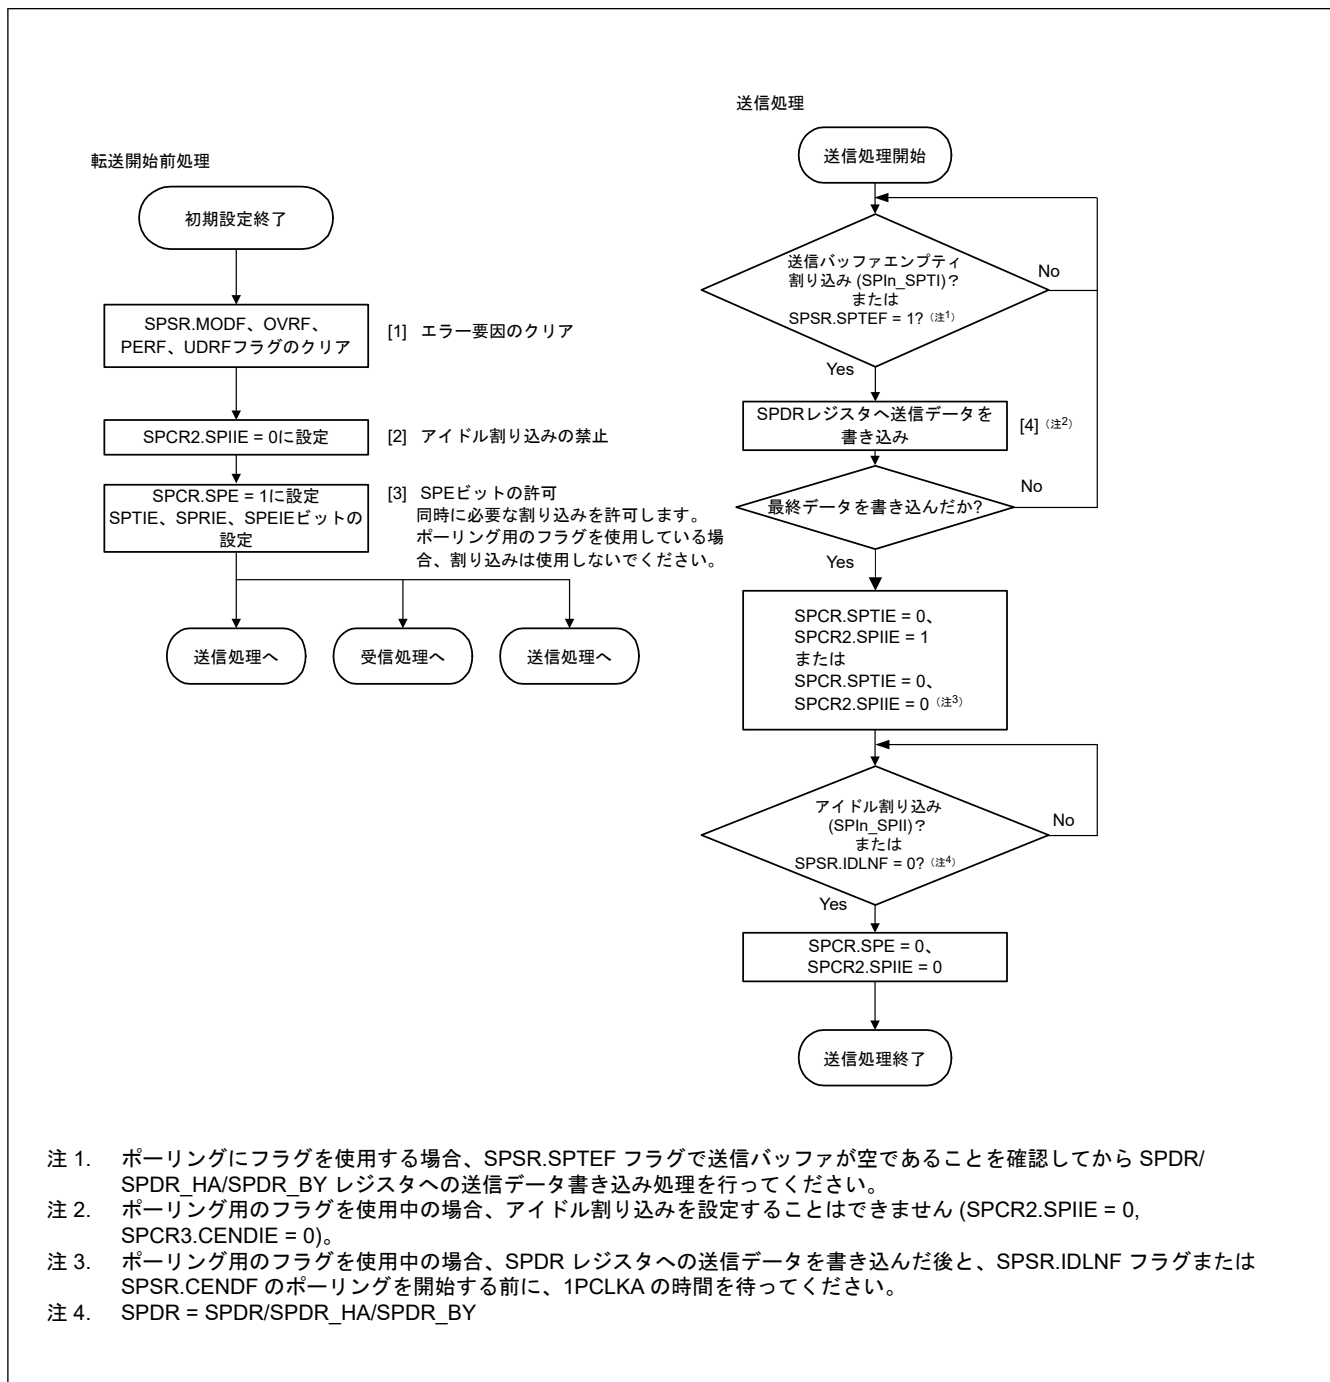 転送開始前処理
初期設定終了
SPSR.MODF、OVRF、
PERF、UDRFフラグのクリア
[1] エラー要因のクリア
SPCR2.SPIIE = 0に設定
[2] アイドル割り込みの禁止
SPCR.SPE = 1に設定
SPTIE、SPRIE、SPEIEビットの
設定
[3] SPEビットの許可
同時に必要な割り込みを許可します。
ポーリング用のフラグを使用している場
合、割り込みは使用しないでください。
送信処理へ
受信処理へ
送信処理へ
送信処理
送信処理開始
送信バッファエンプティ
割り込み (SPIn_SPTI)?
または
SPSR.SPTEF = 1? (注1)
No
Yes
SPDRレジスタへ送信データを
書き込み
[4] (注2)
最終データを書き込んだか?
No
Yes
SPCR.SPTIE = 0、
SPCR2.SPIIE = 1
または
SPCR.SPTIE = 0、
SPCR2.SPIIE = 0 (注3)
アイドル割り込み
(SPIn_SPII)?
または
SPSR.IDLNF = 0? (注4)
No
Yes
SPCR.SPE = 0、
SPCR2.SPIIE = 0
送信処理終了
注 1. ポーリングにフラグを使用する場合、SPSR.SPTEF フラグで送信バッファが空であることを確認してから SPDR/
SPDR_HA/SPDR_BY レジスタへの送信データ書き込み処理を行ってください。
注 2. ポーリング用のフラグを使用中の場合、アイドル割り込みを設定することはできません (SPCR2.SPIIE = 0,
SPCR3.CENDIE = 0)。
注 3. ポーリング用のフラグを使用中の場合、SPDR レジスタへの送信データを書き込んだ後と、SPSR.IDLNF フラグまたは
SPSR.CENDF のポーリングを開始する前に、1PCLKA の時間を待ってください。
注 4. SPDR = SPDR/SPDR_HA/SPDR_BY